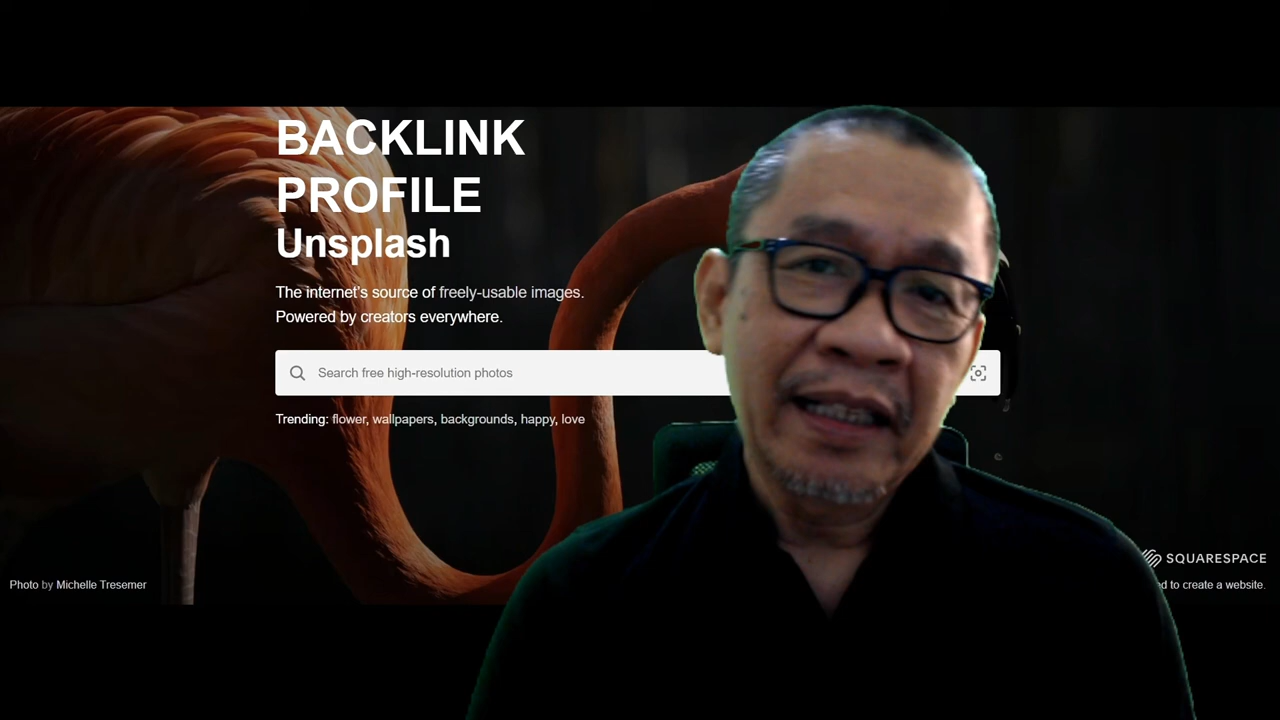 BACKLINK
PROFILE
Unsplash
The internet's source of freely-usable images.
Powered by creators everywhere.
Search free high-resolution photos
Trending: flower, wallpapers, backgrounds, happy, love
SQUARESPACE
Photo by Michelle Tresemer
to create a website.